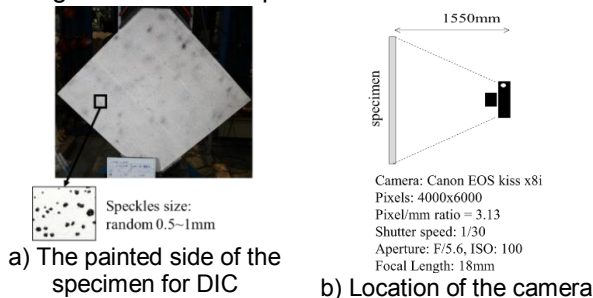 Speckles size:
random 0.5~1mm
a) The painted side of the
specimen for DIC
1550mm
specimen
Camera: Canon EOS kiss x8i
Pixels: 4000x6000
Pixel/mm ratio = 3.13
Shutter speed: 1/30
Aperture: F/5.6, ISO: 100
Focal Length: 18mm
b) Location of the camera